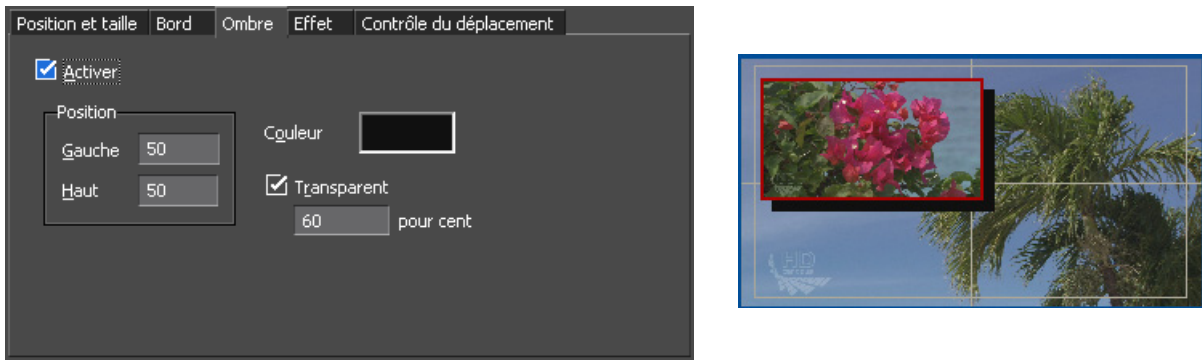 Position et taille Bord Ombre Effet Contrôle du déplacement
Activer
Position
Gauche 50
Haut 50
Couleur
Transparent
60 pour cent
HD